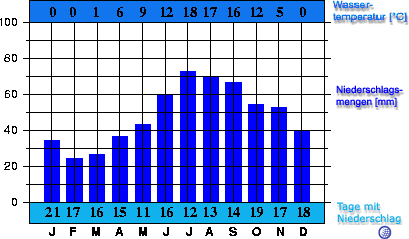 0 0 1 6 9 12 18 17 16 12 5 0
Wasser-
temperatur [°C]
100
80
60
40
20
0
Niederschlags-
mengen [mm]
21 17 16 15 11 16 12 13 14 19 17 18
Tage mit
Niederschlag
J F M A M J J A S O N D